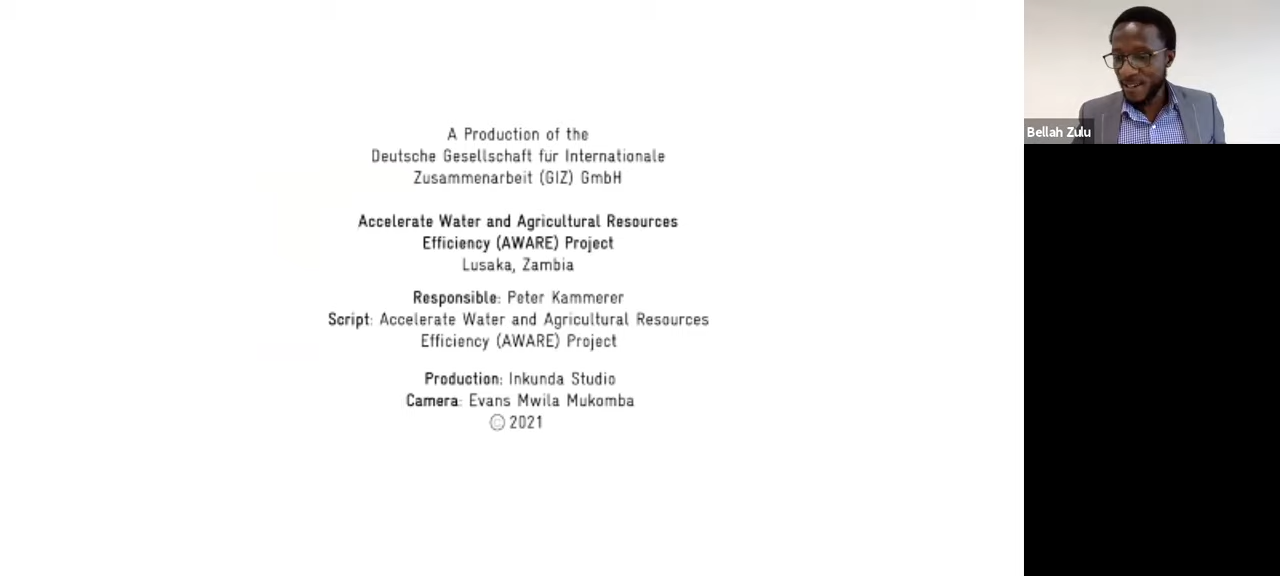 A Production of the
Deutsche Gesellschaft für Internationale
Zusammenarbeit (GIZ) GmbH
Accelerate Water and Agricultural Resources
Efficiency (AWARE) Project
Lusaka, Zambia
Responsible: Peter Kammerer
Script: Accelerate Water and Agricultural Resources
Efficiency (AWARE) Project
Production: Inkunda Studio
Camera: Evans Mwila Mukomba
© 2021
Bellah Zulu